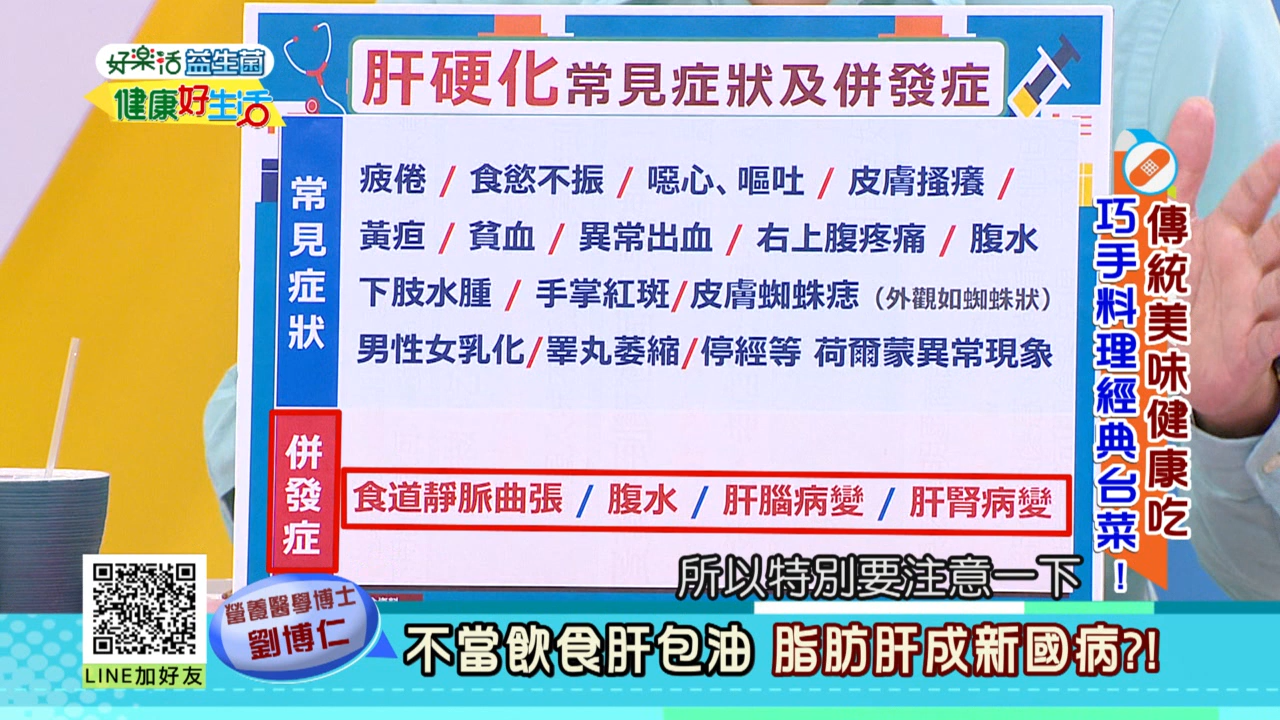 好楽活益生菌
健康好生活
肝硬化常見症狀及併發症
常見症狀
疲倦 / 食慾不振 / 噁心、嘔吐 / 皮膚搔癢 /
黃疸 / 貧血 / 異常出血 / 右上腹疼痛 / 腹水
下肢水腫 / 手掌紅斑/皮膚蜘蛛痣（外觀如蜘蛛狀）
男性女乳化/睪丸萎縮/停經等 荷爾蒙異常現象
併發症
食道靜脈曲張 / 腹水 / 肝腦病變 / 肝腎病變
傳統美味健康吃
巧手料理經典台菜！
所以特別要注意一下
營養醫學博士
劉博仁
不當飲食肝包油 脂肪肝成新國病?!
LINE加好友